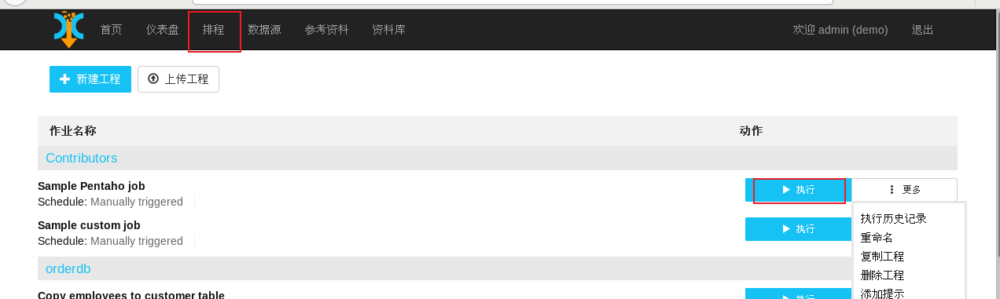 首页 仪表盘 排程 数据源 参考资料 资料库 欢迎 admin (demo) 退出
新建工程 上传工程
作业名称 动作
Contributors
Sample Pentaho job 执行 更多
Schedule: Manually triggered
执行历史记录
Sample custom job 执行
重命名
Schedule: Manually triggered
复制工程
orderdb
删除工程
Copy employees to customer table 执行
添加提示